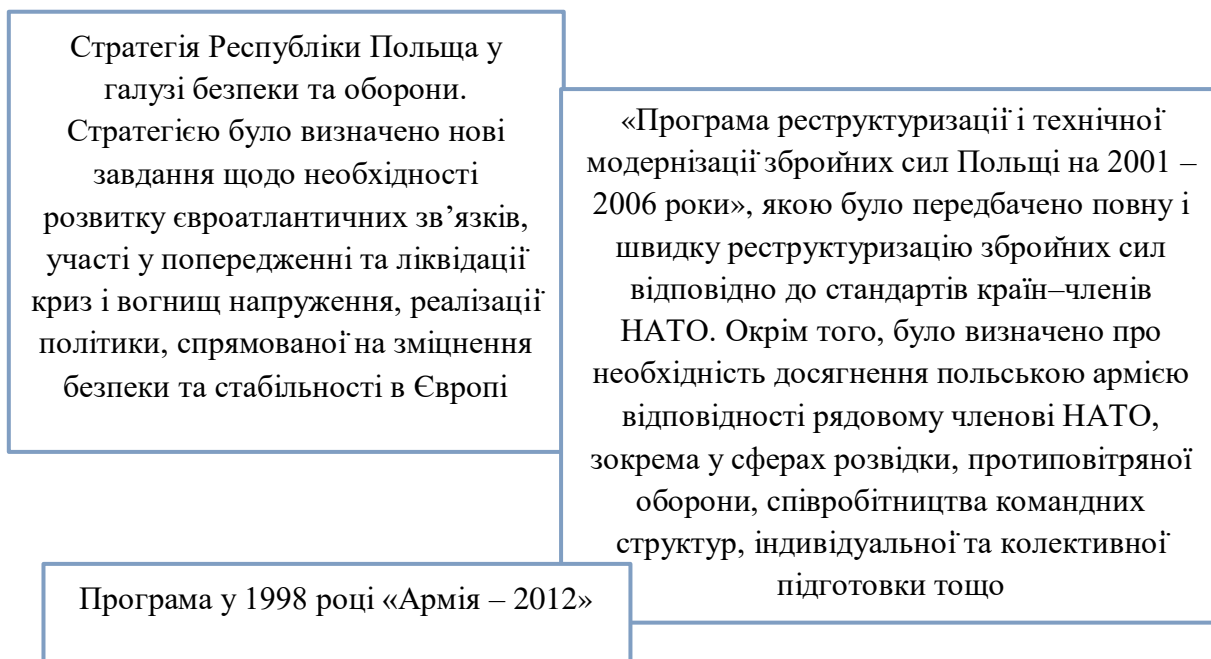 Стратегія Республіки Польща у
галузі безпеки та оборони.
Стратегією було визначено нові
завдання щодо необхідності
розвитку євроатлантичних зв’язків,
участі у попередженні та ліквідації
криз і вогнищ напруження, реалізації
політики, спрямованої на зміцнення
безпеки та стабільності в Європі
«Програма реструктуризації і технічної
модернізації збройних сил Польщі на 2001 –
2006 роки», якою було передбачено повну і
швидку реструктуризацію збройних сил
відповідно до стандартів країн–членів
НАТО. Окрім того, було визначено про
необхідність досягнення польською армією
відповідності рядовому членові НАТО,
зокрема у сферах розвідки, протиповітряної
оборони, співробітництва командних
структур, індивідуальної та колективної
підготовки тощо
Програма у 1998 році «Армія – 2012»